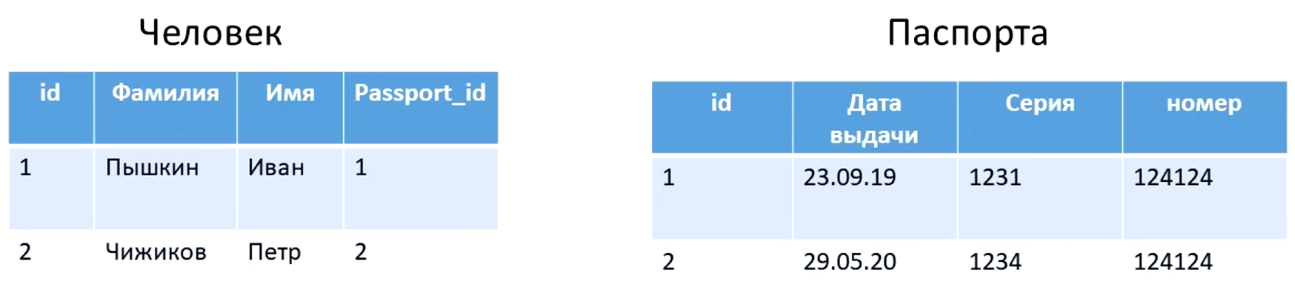 Человек
id Фамилия Имя Passport_id
1 Пышкин Иван 1
2 Чижиков Петр 2
Паспорта
id Дата выдачи Серия номер
1 23.09.19 1231 124124
2 29.05.20 1234 124124